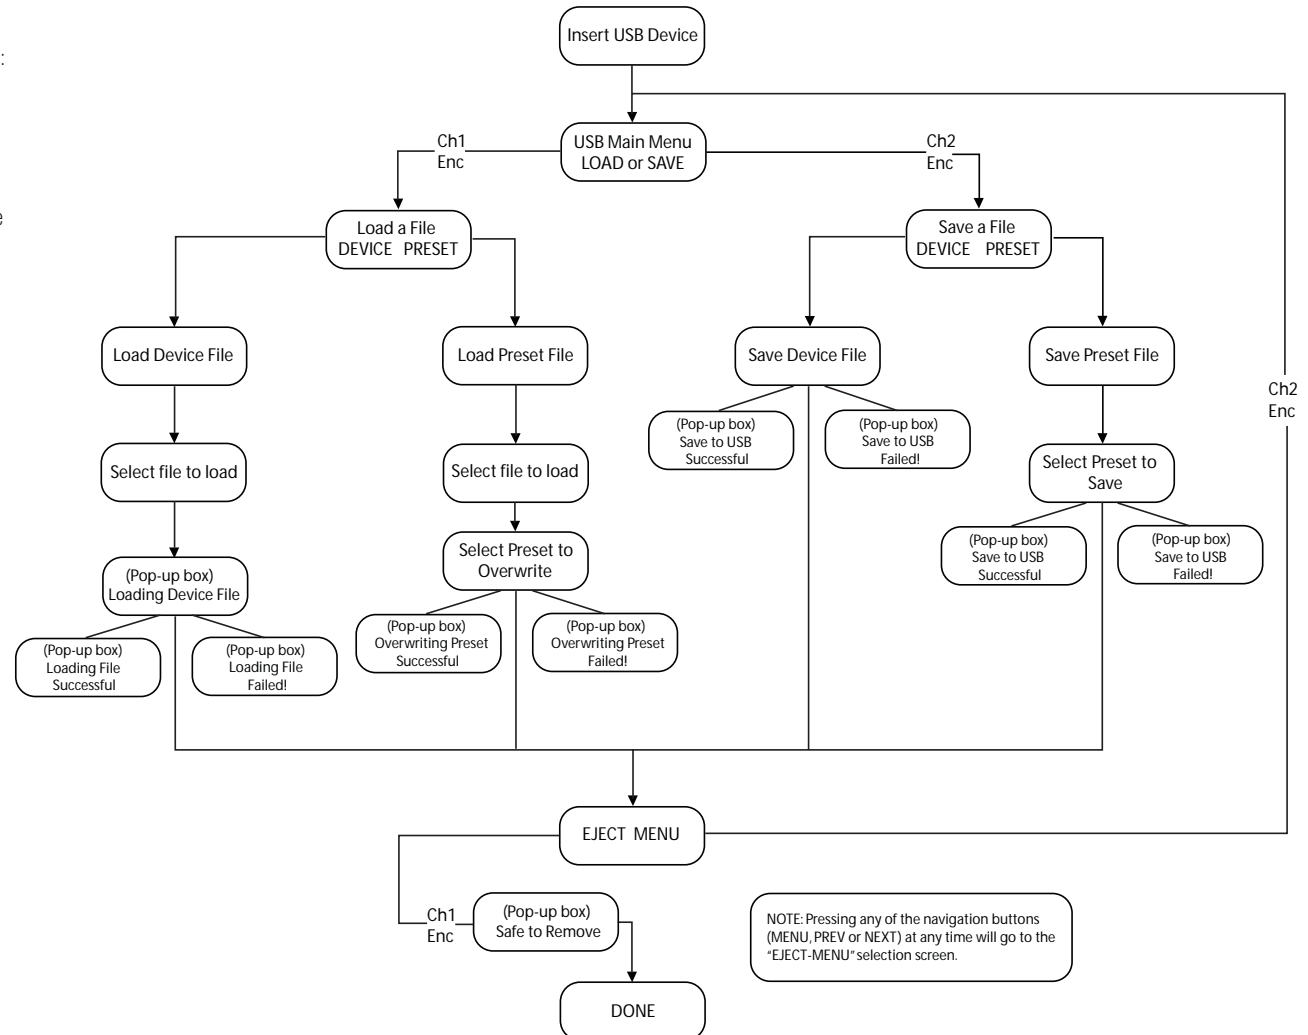 Insert USB Device
:
Ch1
Enc
USB Main Menu
LOAD or SAVE
Ch2
Enc
e
Load a File
DEVICE   PRESET
Save a File
DEVICE   PRESET
Load Device File
Load Preset File
Save Device File
Save Preset File
Ch2
Enc
(Pop-up box)
Save to USB
Successful
(Pop-up box)
Save to USB
Failed!
Select file to load
Select file to load
Select Preset to
Save
(Pop-up box)
Save to USB
Successful
(Pop-up box)
Save to USB
Failed!
Select Preset to
Overwrite
(Pop-up box)
Loading Device File
(Pop-up box)
Overwriting Preset
Successful
(Pop-up box)
Overwriting Preset
Failed!
(Pop-up box)
Loading File
Successful
(Pop-up box)
Loading File
Failed!
EJECT  MENU
Ch1
Enc
(Pop-up box)
Safe to Remove
NOTE: Pressing any of the navigation buttons
(MENU, PREV or NEXT) at any time will go to the
"EJECT-MENU" selection screen.
DONE